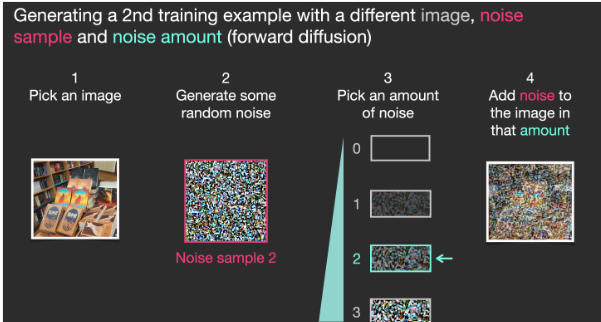 Generating a 2nd training example with a different image, noise
sample and noise amount (forward diffusion)
1
Pick an image
2
Generate some
random noise
3
Pick an amount
of noise
4
Add noise to
the image in
that amount
0
1
2
3
Noise sample 2